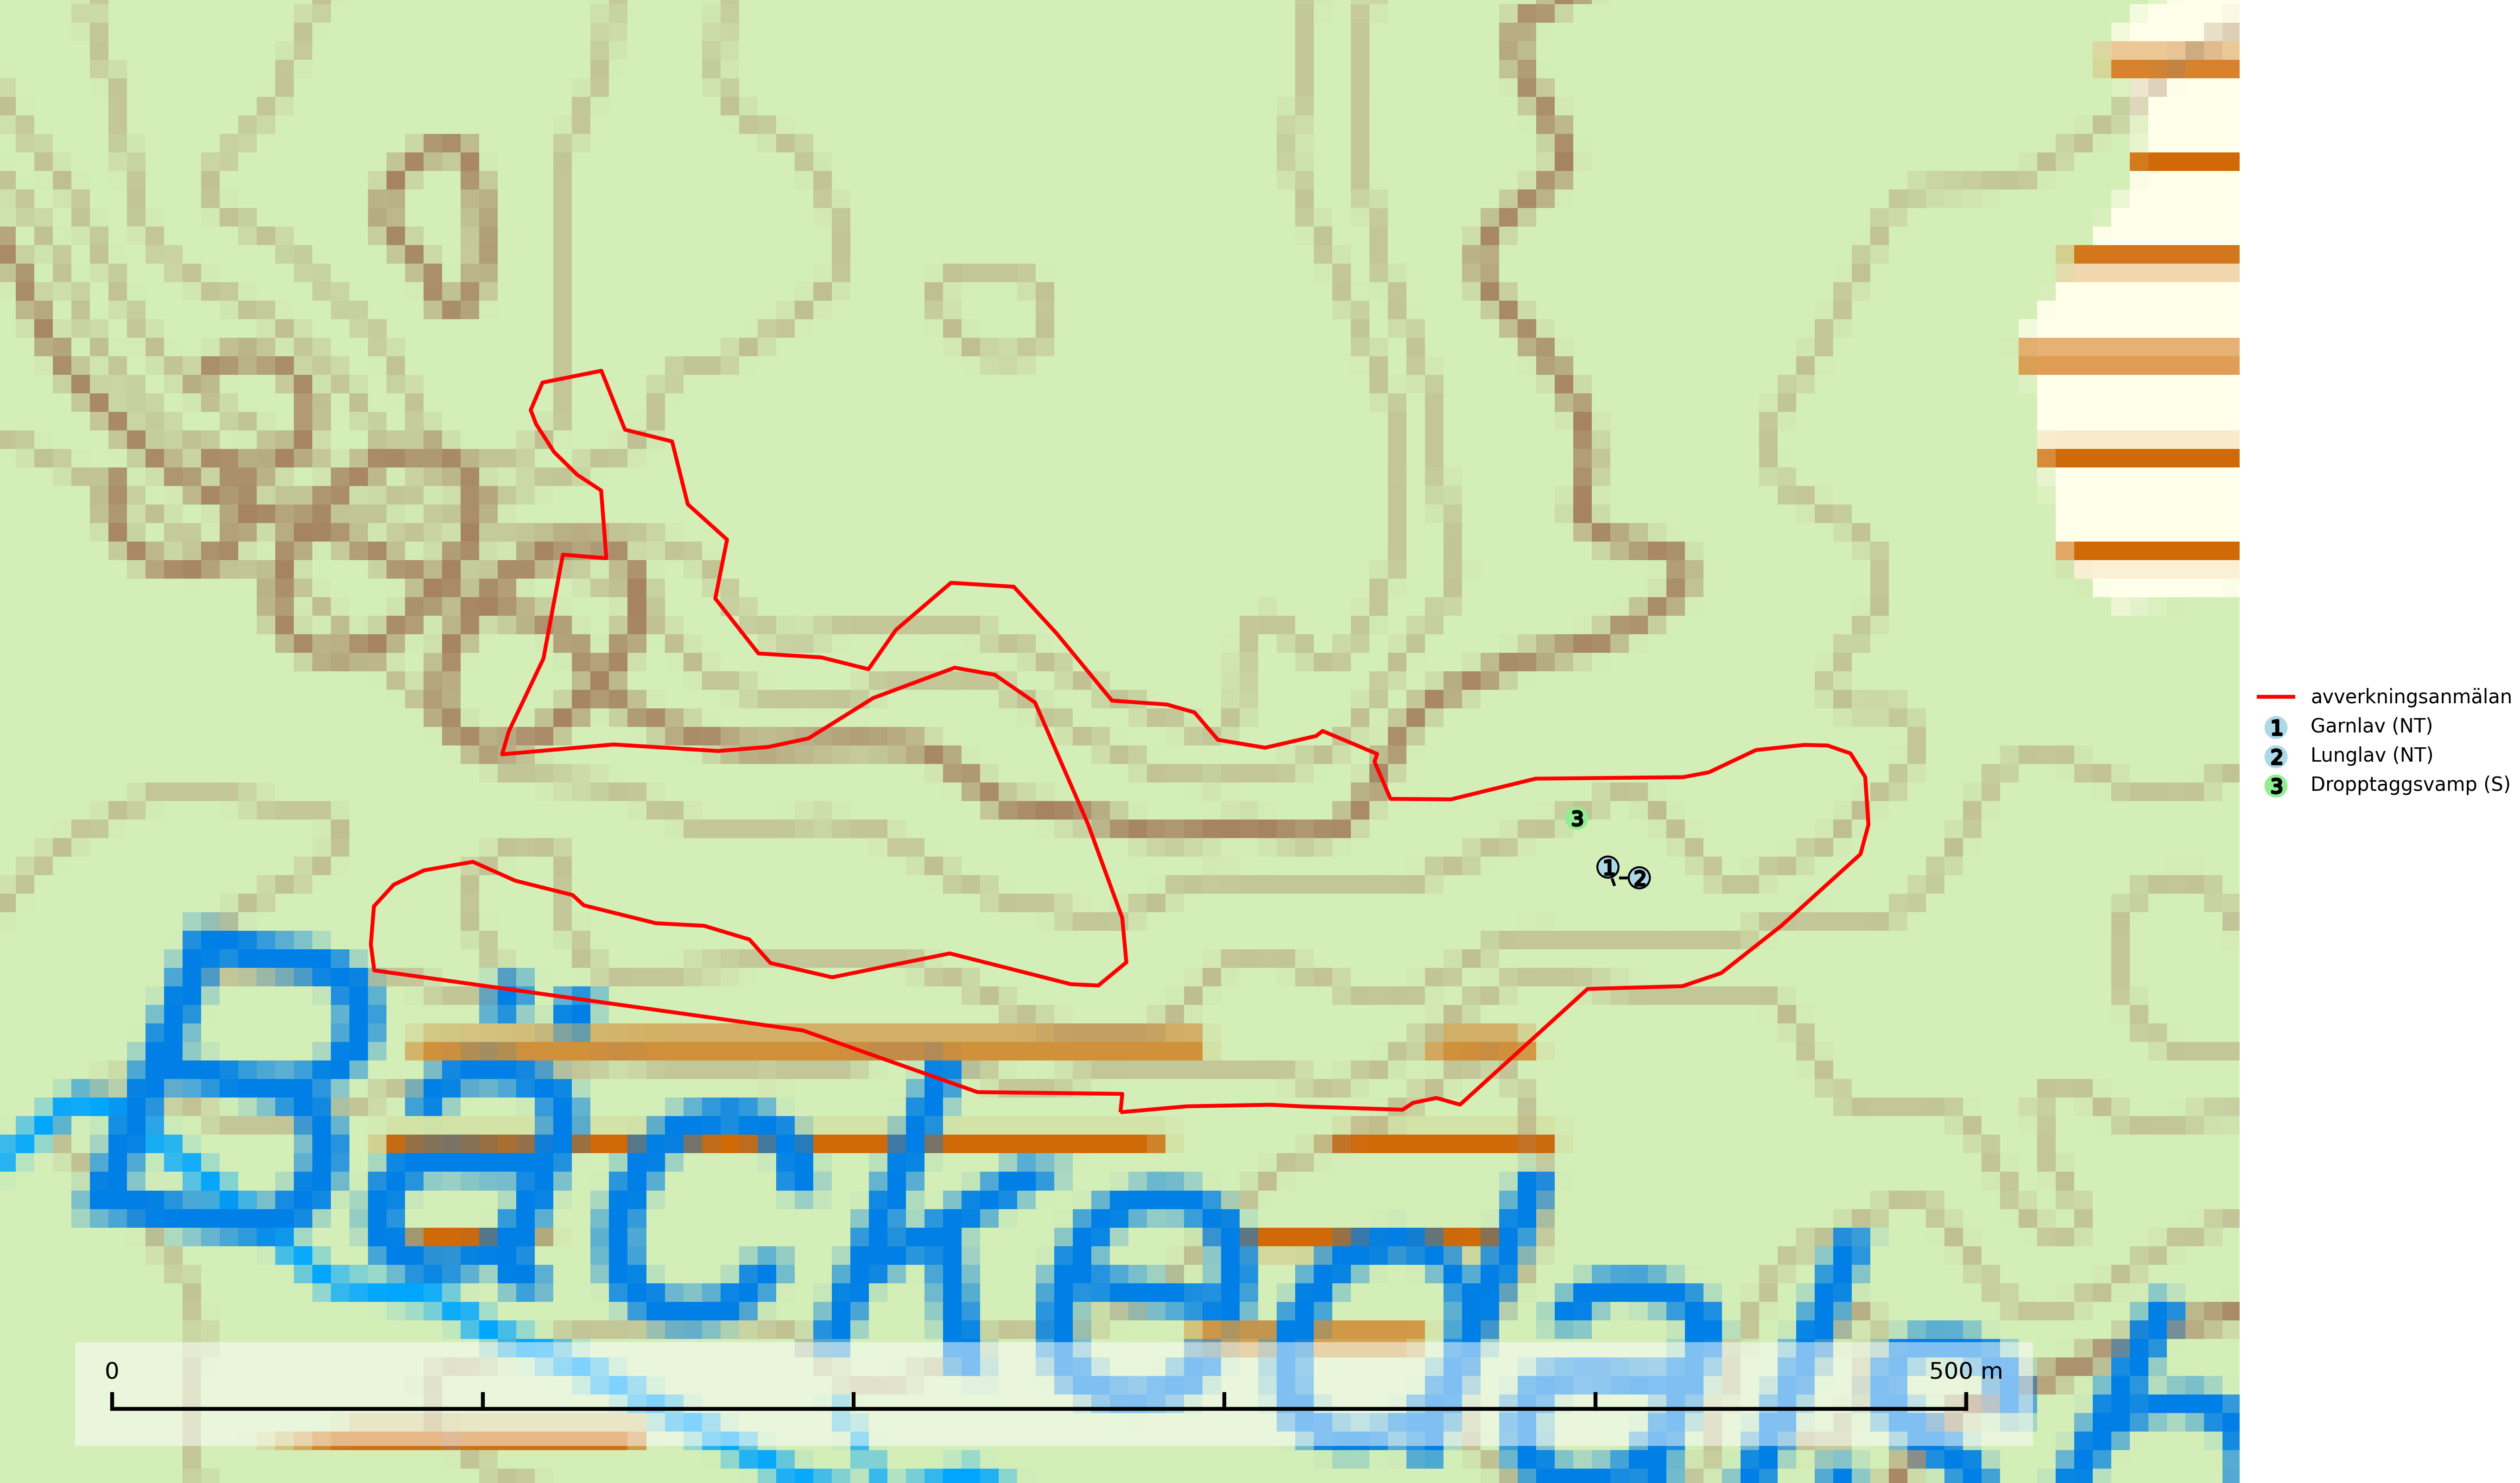 avverkningsanmälan
1 Garnlav (NT)
2 Lunglav (NT)
3 Dropptaggsvamp (S)
3
1 2
0 500 m